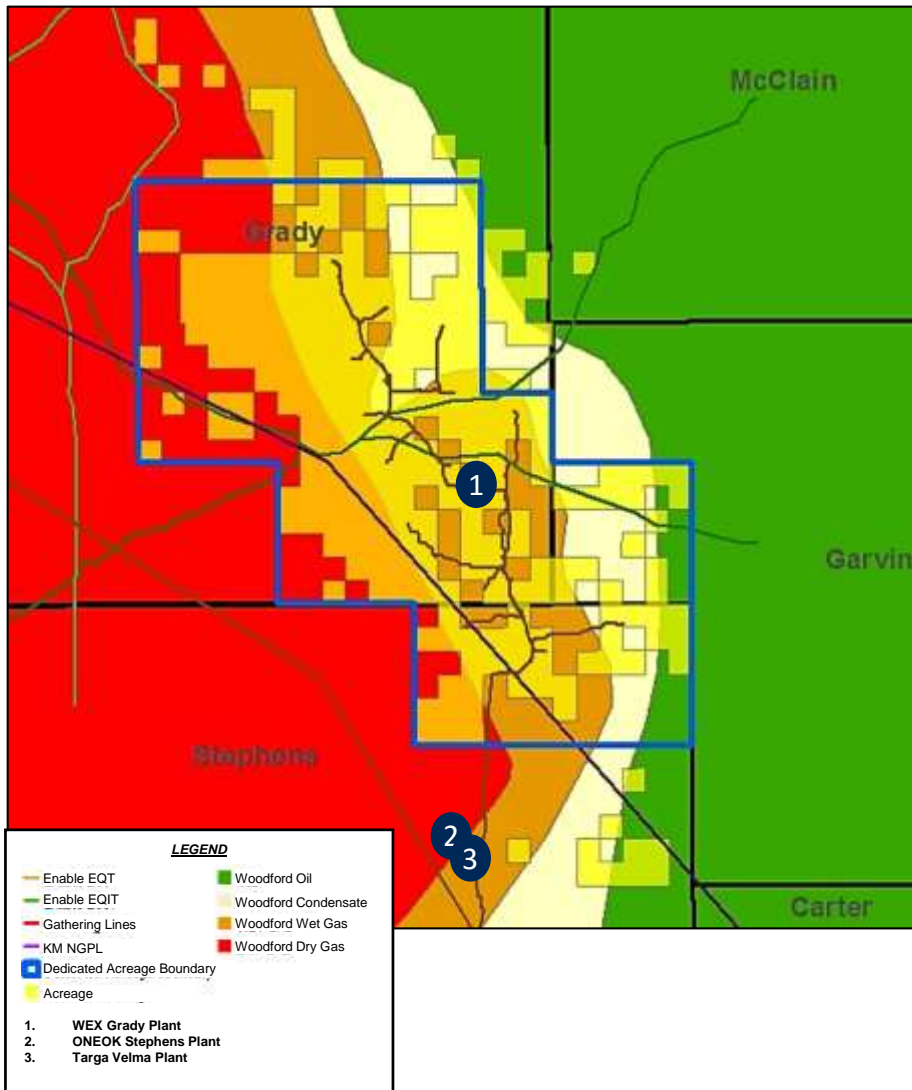 McClain
Grady
1
Garvin
Stephens
2
3
Carter
LEGEND
Enable EQT
Woodford Oil
Enable EQIT
Woodford Condensate
Gathering Lines
Woodford Wet Gas
KM NGPL
Woodford Dry Gas
Dedicated Acreage Boundary
Acreage
1. WEX Grady Plant
2. ONEOK Stephens Plant
3. Targa Velma Plant